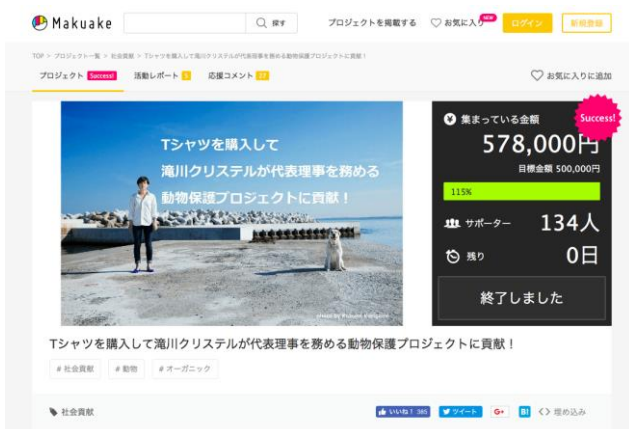 Makuake
探す
プロジェクトを掲載する
お気に入り
NEW
ログイン
新規登録
TOP > プロジェクト一覧 > 社会貢献 > Tシャツを購入して滝川クリステルが代表理事を務める動物保護プロジェクトに貢献！
プロジェクト Success!
活動レポート 5
応援コメント 27
お気に入りに追加
Tシャツを購入して
滝川クリステルが代表理事を務める
動物保護プロジェクトに貢献！
集まっている金額
Success!
578,000円
目標金額 500,000円
115%
サポーター 134人
残り 0日
終了しました
Tシャツを購入して滝川クリステルが代表理事を務める動物保護プロジェクトに貢献！
# 社会貢献
# 動物
# オーガニック
社会貢献
いいね！ 385
ツイート
G+
B!
<> 埋め込み